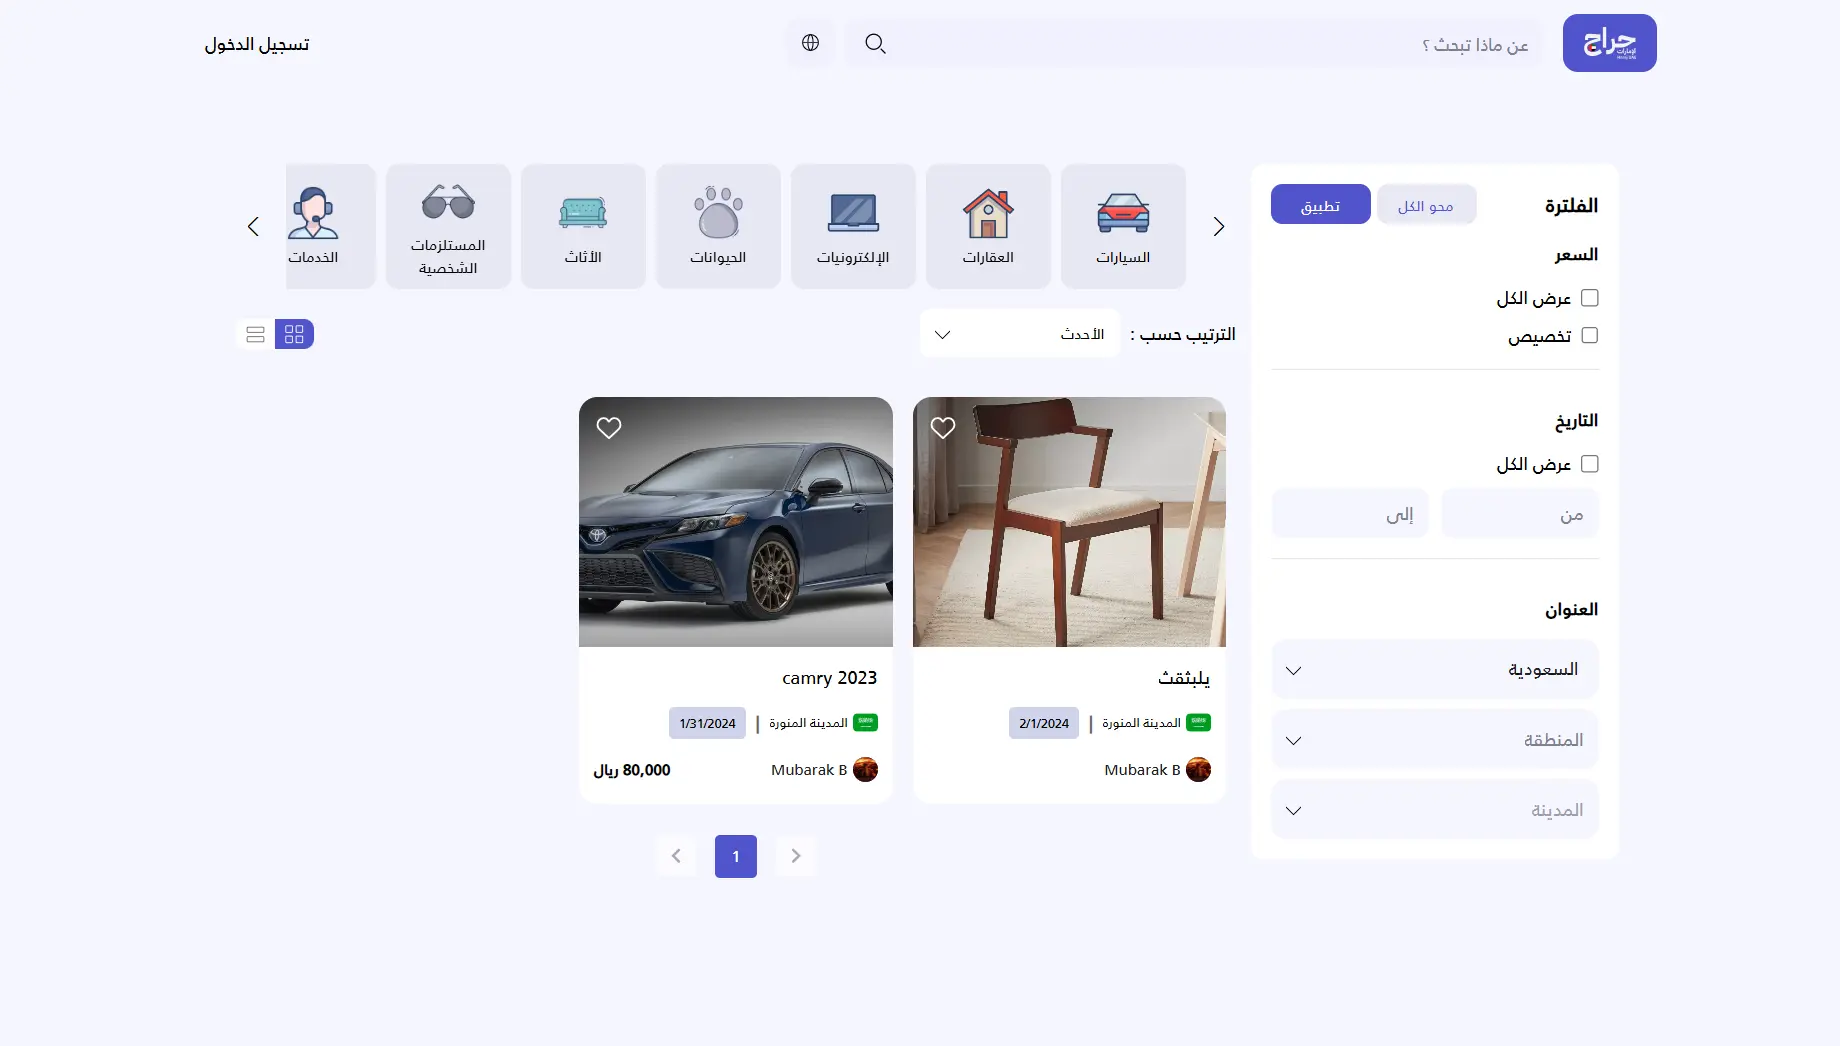 حراج
الإمارات
عن ماذا تبحث ؟
تسجيل الدخول
السيارات
العقارات
الإلكترونيات
الحيوانات
الأثاث
المستلزمات
الشخصية
الخدمات
الترتيب حسب :
الأحدث
الفلترة
محو الكل
تطبيق
السعر
عرض الكل
تخصيص
التاريخ
عرض الكل
من
إلى
العنوان
السعودية
المنطقة
المدينة
يلبثقث
المدينة المنورة | 2/1/2024
Mubarak B
camry 2023
المدينة المنورة | 1/31/2024
Mubarak B
80,000 ريال
1